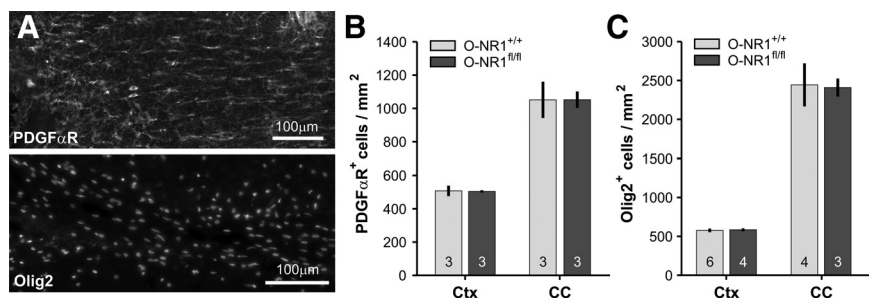 A
PDGFαR
100μm
Olig2
100μm
B
PDGFαR+ cells / mm2
1400
1200
1000
800
600
400
200
0
O-NR1+/+
O-NR1fl/fl
3
3
3
3
Ctx
CC
C
Olig2+ cells / mm2
3000
2500
2000
1500
1000
500
0
O-NR1+/+
O-NR1fl/fl
6
4
4
3
Ctx
CC